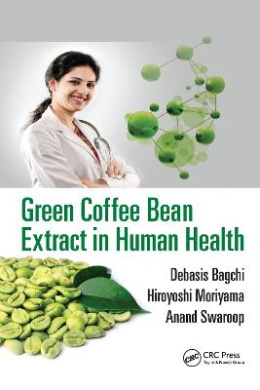 Green Coffee Bean
Extract in Human Health
Debasis Bagchi
Hiroyoshi Moriyama
Anand Swaroop
CRC Press
Taylor & Francis Group